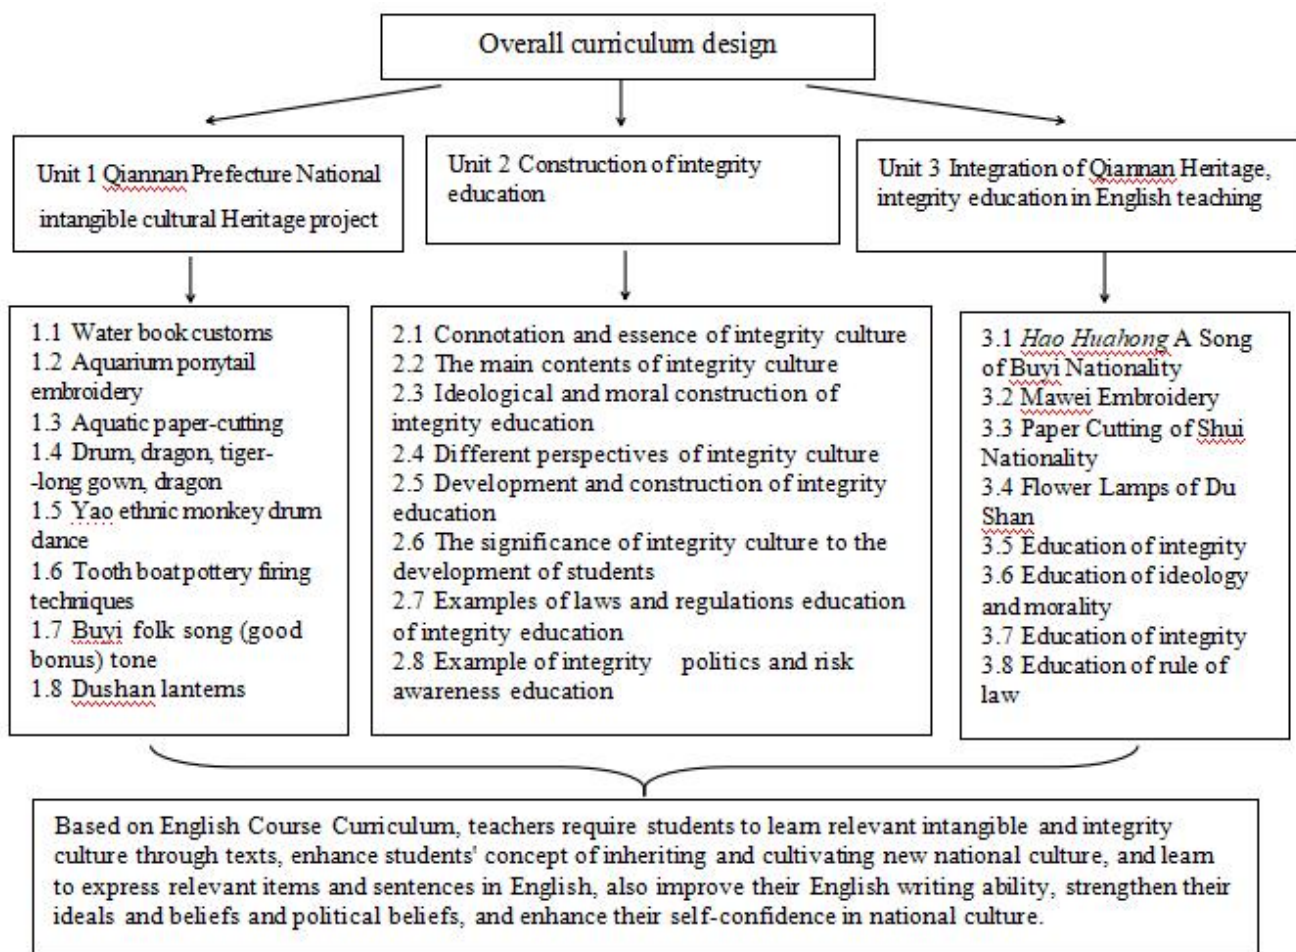 Overall curriculum design
Unit 1 Qiannan Prefecture National
intangible cultural Heritage project
Unit 2 Construction of integrity
education
Unit 3 Integration of Qiannan Heritage,
integrity education in English teaching
1.1 Water book customs
1.2 Aquarium ponytail
embroidery
1.3 Aquatic paper-cutting
1.4 Drum, dragon, tiger-
-long gown, dragon
1.5 Yao ethnic monkey drum
dance
1.6 Tooth boat pottery firing
techniques
1.7 Buyi folk song (good
bonus) tone
1.8 Dushan lanterns
2.1 Connotation and essence of integrity culture
2.2 The main contents of integrity culture
2.3 Ideological and moral construction of
integrity education
2.4 Different perspectives of integrity culture
2.5 Development and construction of integrity
education
2.6 The significance of integrity culture to the
development of students
2.7 Examples of laws and regulations education
of integrity education
2.8 Example of integrity politics and risk
awareness education
3.1 Hao Huahong A Song
of Buyi Nationality
3.2 Mawei Embroidery
3.3 Paper Cutting of Shui
Nationality
3.4 Flower Lamps of Du
Shan
3.5 Education of integrity
3.6 Education of ideology
and morality
3.7 Education of integrity
3.8 Education of rule of
law
Based on English Course Curriculum, teachers require students to learn relevant intangible and integrity
culture through texts, enhance students' concept of inheriting and cultivating new national culture, and learn
to express relevant items and sentences in English, also improve their English writing ability, strengthen their
ideals and beliefs and political beliefs, and enhance their self-confidence in national culture.